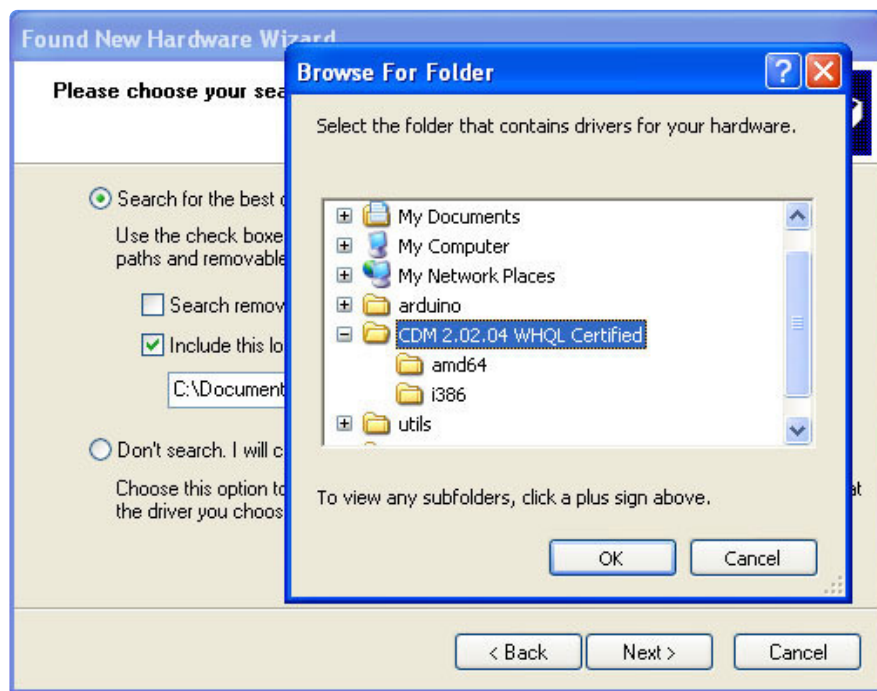 Found New Hardware Wizard
Please choose your sea
Search for the best
Use the check boxe
paths and removable
Search remov
Include this lo
C:\Document
Don't search. I will c
Choose this option to
at
the driver you choos
< Back
Next >
Cancel
Browse For Folder
Select the folder that contains drivers for your hardware.
My Documents
My Computer
My Network Places
arduino
CDM 2.02.04 WHQL Certified
amd64
i386
utils
To view any subfolders, click a plus sign above.
OK
Cancel